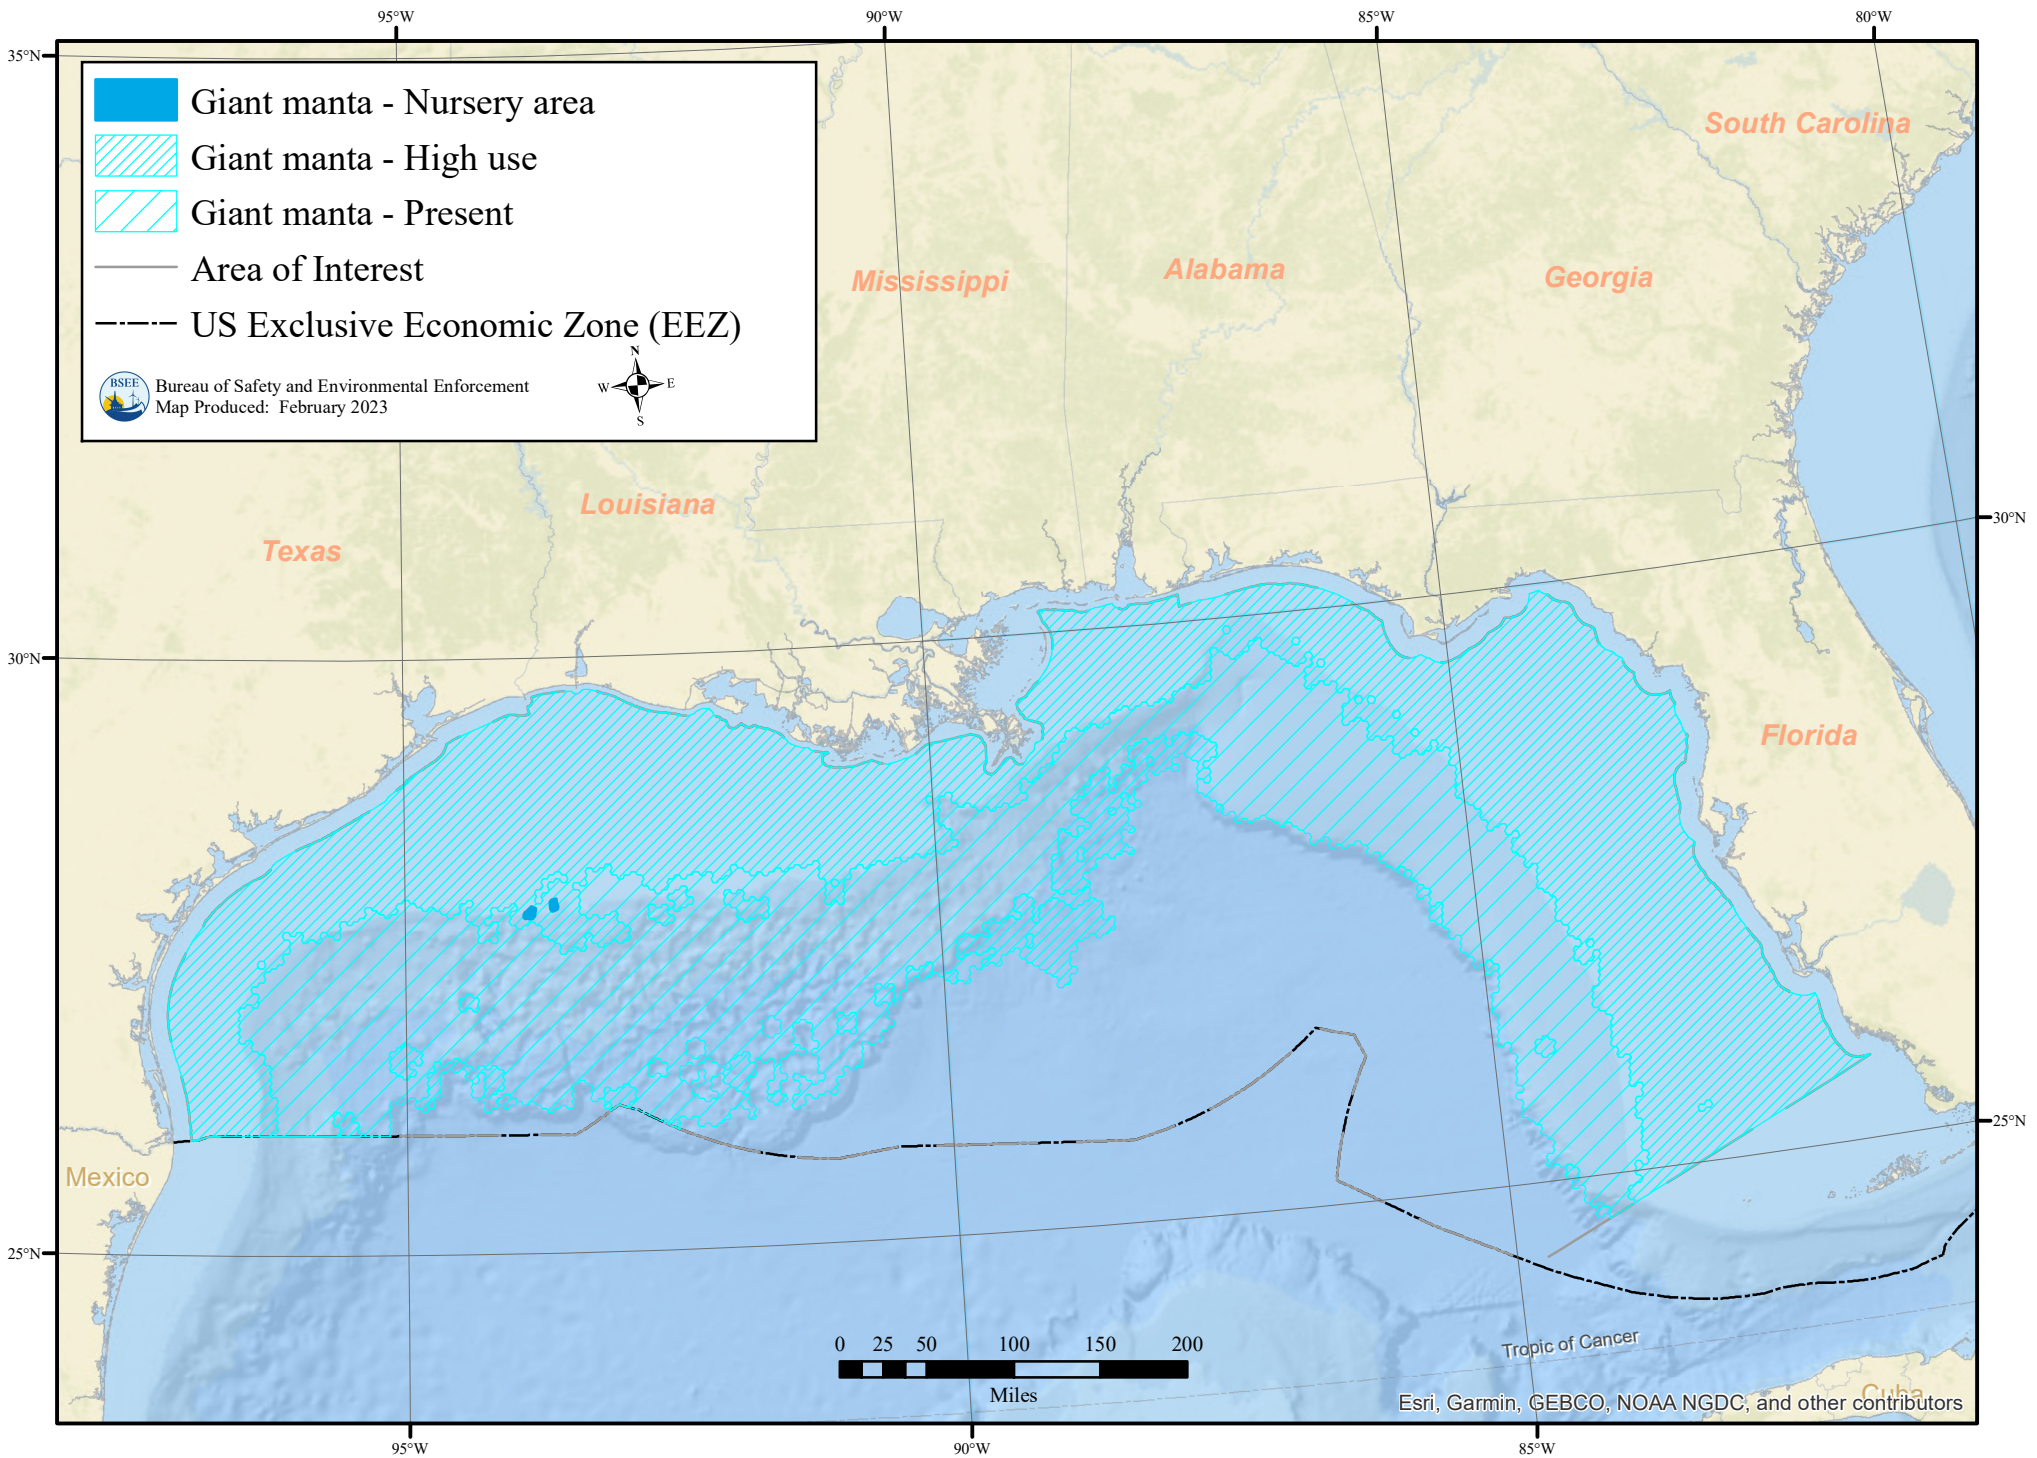 95°W 90°W 85°W 80°W
35°N
Giant manta - Nursery area
Giant manta - High use
Giant manta - Present
Area of Interest
US Exclusive Economic Zone (EEZ)
BSEE
Bureau of Safety and Environmental Enforcement
Map Produced: February 2023
N
W E
S
South Carolina
Mississippi
Alabama
Georgia
Louisiana
Texas
30°N
30°N
Florida
25°N
Mexico
25°N
0 25 50 100 150 200
Miles
Tropic of Cancer
Cuba
Esri, Garmin, GEBCO, NOAA NGDC, and other contributors
95°W 90°W 85°W